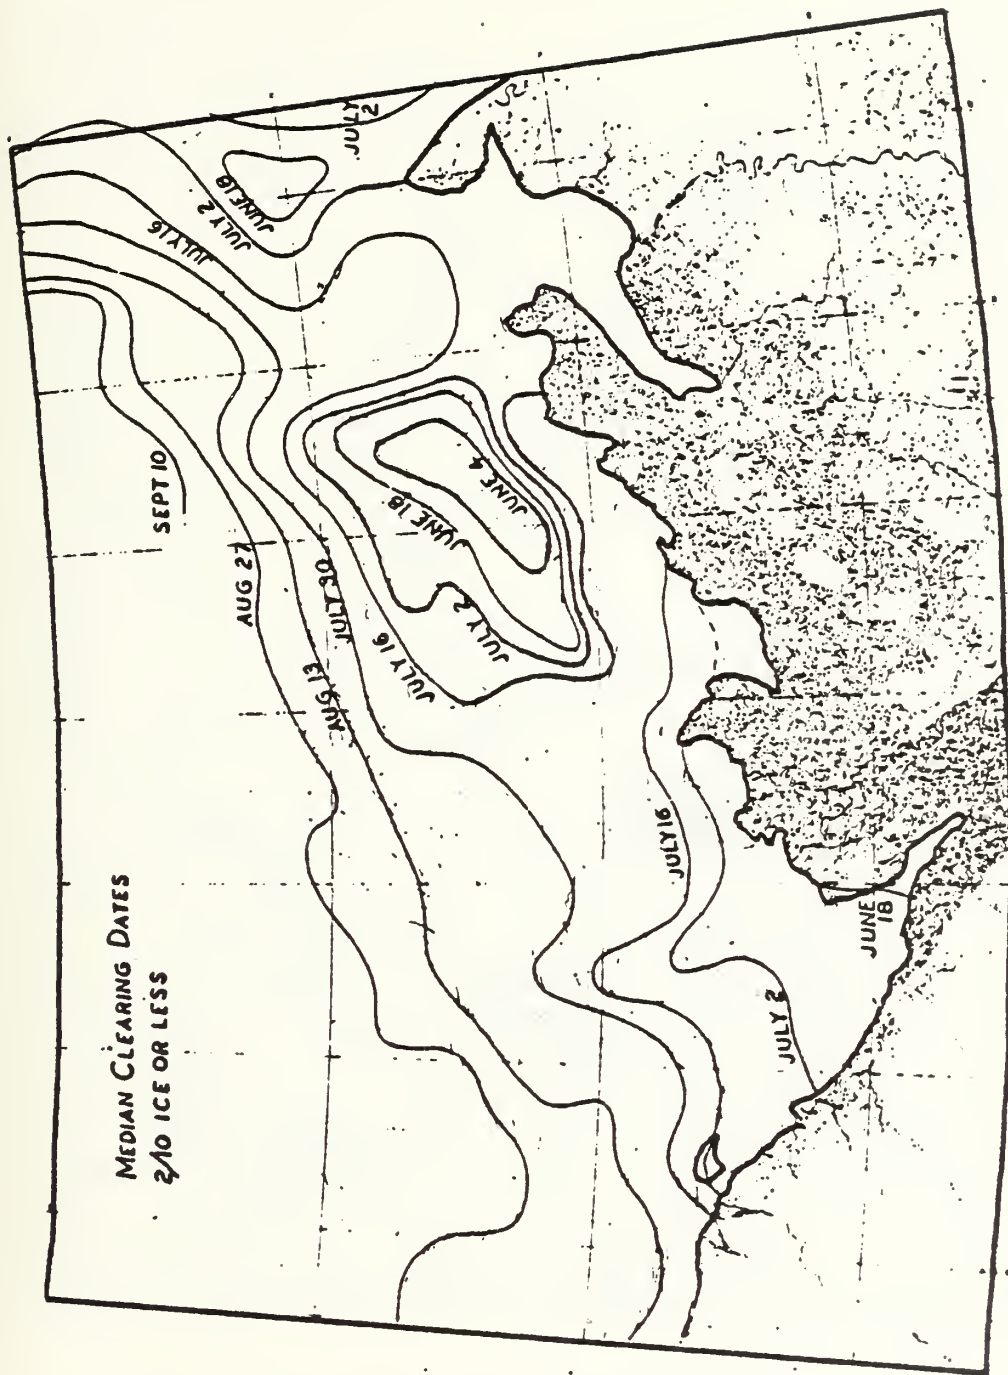 MEDIAN CLEARING DATES
2/10 ICE OR LESS
SEPT 10
AUG 27
AUG 13
JULY 30
JULY 16
JULY 2
JUNE 18
JUNE 4
JULY 16
JULY 2
JUNE 18
JULY 2
JULY 16
JULY 2
JUNE
18